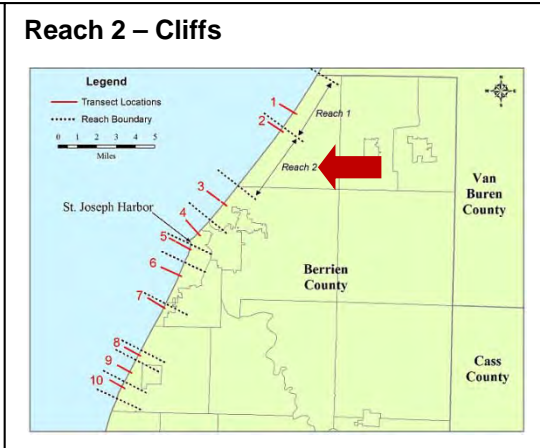 Reach 2 – Cliffs
Legend
Transect Locations
Reach Boundary
0 1 2 3 4 5
Miles
1
Reach 1
2
Reach 2
3
Van
Buren
County
St. Joseph Harbor
4
5
6
Berrien
County
7
8
9
10
Cass
County